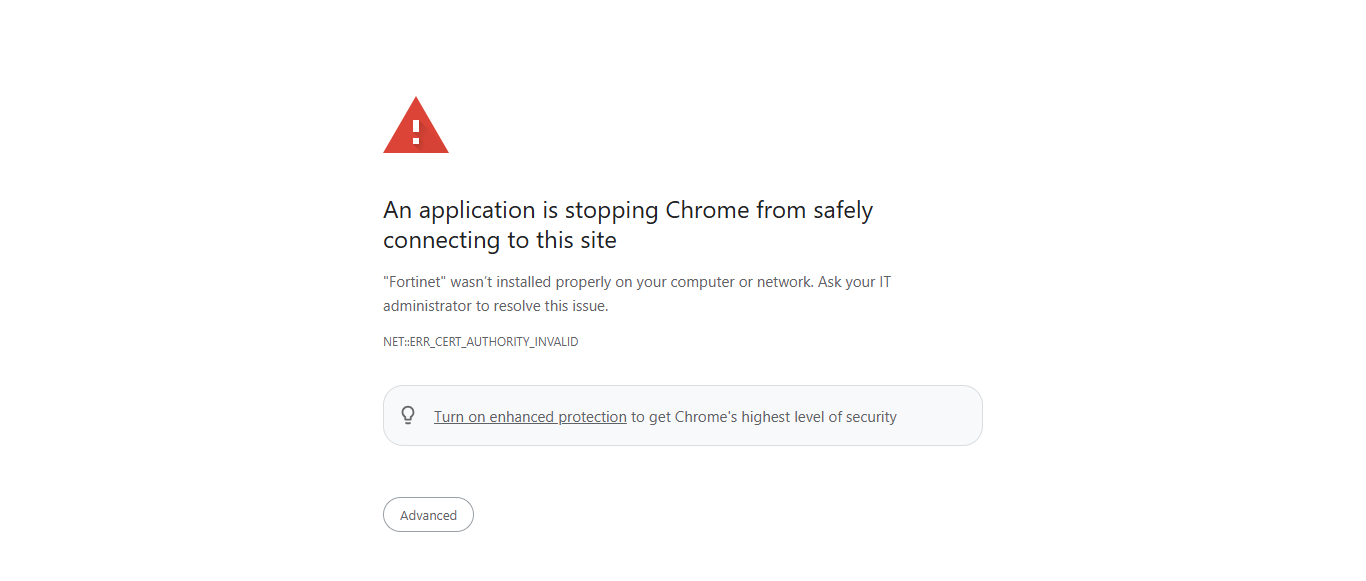 An application is stopping Chrome from safely
connecting to this site
"Fortinet" wasn’t installed properly on your computer or network. Ask your IT
administrator to resolve this issue.
NET::ERR_CERT_AUTHORITY_INVALID
Turn on enhanced protection to get Chrome's highest level of security
Advanced